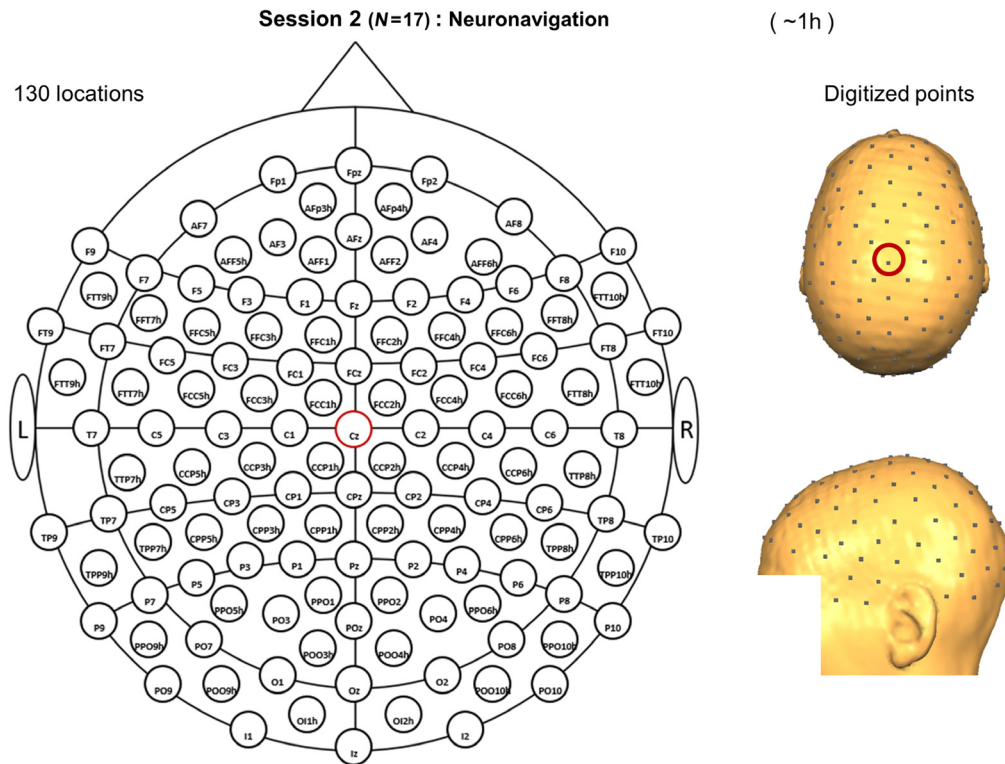 Session 2 (N=17) : Neuronavigation
( ~1h )
130 locations
Digitized points
Fpz
Fp1
Fp2
AFp3h
AFp4h
AF7
AF8
AFz
AF3
AF4
F9
F10
AFF5h
AFF1
AFF2
AFF6h
F7
F8
FTT9h
F5
F3
F1
Fz
F2
F4
F6
FTT10h
FT9
FFT7h
FFC5h
FFC3h
FFC1h
FFC2h
FFC4h
FFC6h
FFT8h
FT10
FT7
FC5
FC3
FC1
FCz
FC2
FC4
FC6
FT8
FTT9h
FTT7h
FCC5h
FCC3h
FCC1h
FCC2h
FCC4h
FCC6h
FTT8h
FTT10h
L
T7
C5
C3
C1
Cz
C2
C4
C6
T8
R
TTP7h
CCP5h
CCP3h
CCP1h
CCP2h
CCP4h
CCP6h
TTP8h
TP7
CP5
CP3
CP1
CPz
CP2
CP4
CP6
TP8
TP9
TPP7h
CPP5h
CPP3h
CPP1h
CPP2h
CPP4h
CPP6h
TPP8h
TP10
TPP9h
P5
P3
P1
Pz
P2
P4
P6
TPP10h
P7
P8
PPO5h
PPO1
PPO2
PPO6h
P9
PO3
POz
PO4
P10
PPO9h
PO7
POO3h
POO4h
PO8
PPO10h
PO9
POO9h
O1
Oz
O2
POO10h
PO10
OI1h
OI2h
I1
Iz
I2